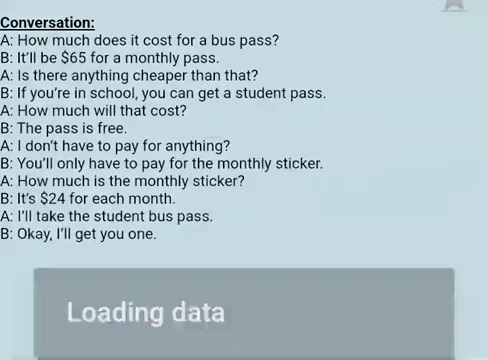 Conversation:
A: How much does it cost for a bus pass?
B: It'll be $65 for a monthly pass.
A: Is there anything cheaper than that?
B: If you're in school, you can get a student pass.
A: How much will that cost?
B: The pass is free.
A: I don't have to pay for anything?
B: You'll only have to pay for the monthly sticker.
A: How much is the monthly sticker?
B: It's $24 for each month.
A: I'll take the student bus pass.
B: Okay, I'll get you one.
Loading data